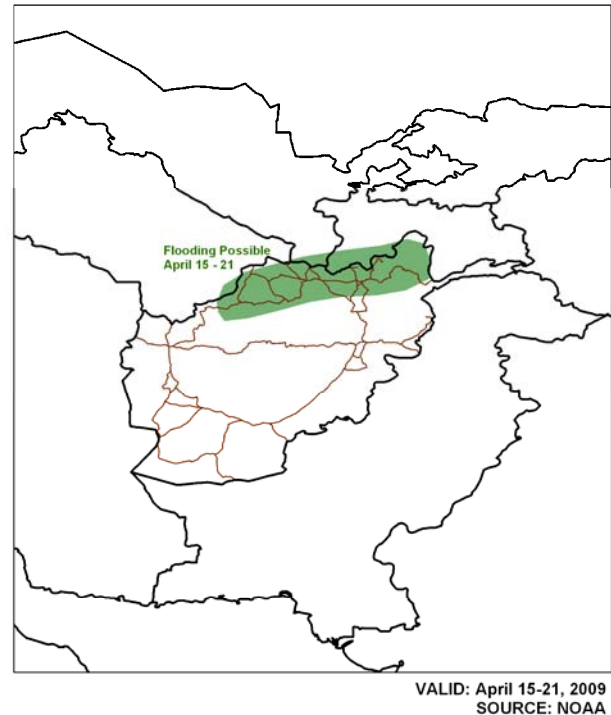 Flooding Possible
April 15 - 21
VALID: April 15-21, 2009
SOURCE: NOAA